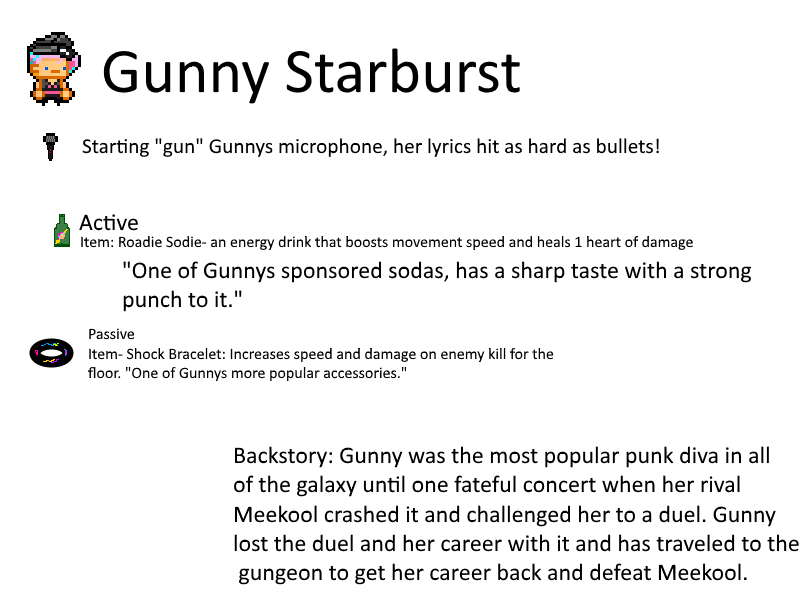 Gunny Starburst
Starting "gun" Gunnys microphone, her lyrics hit as hard as bullets!
Active
Item: Roadie Sodie- an energy drink that boosts movement speed and heals 1 heart of damage
"One of Gunnys sponsored sodas, has a sharp taste with a strong
punch to it."
Passive
Item- Shock Bracelet: Increases speed and damage on enemy kill for the
floor. "One of Gunnys more popular accessories."
Backstory: Gunny was the most popular punk diva in all
of the galaxy until one fateful concert when her rival
Meekool crashed it and challenged her to a duel. Gunny
lost the duel and her career with it and has traveled to the
gungeon to get her career back and defeat Meekool.